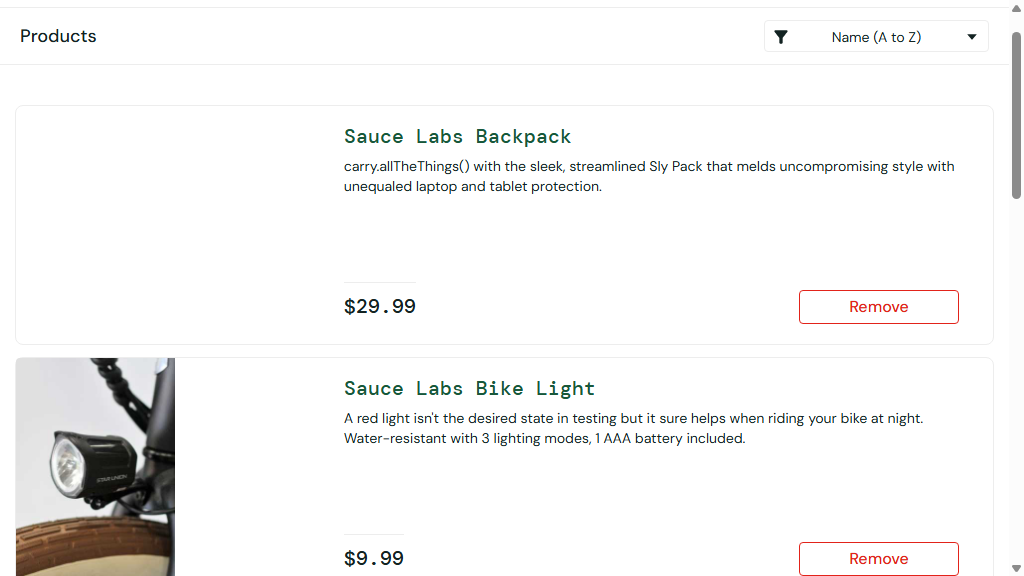 Products
Name (A to Z)
Sauce Labs Backpack
carry.allTheThings() with the sleek, streamlined Sly Pack that melds uncompromising style with
unequaled laptop and tablet protection.
$29.99
Remove
Sauce Labs Bike Light
A red light isn't the desired state in testing but it sure helps when riding your bike at night.
Water-resistant with 3 lighting modes, 1 AAA battery included.
$9.99
Remove